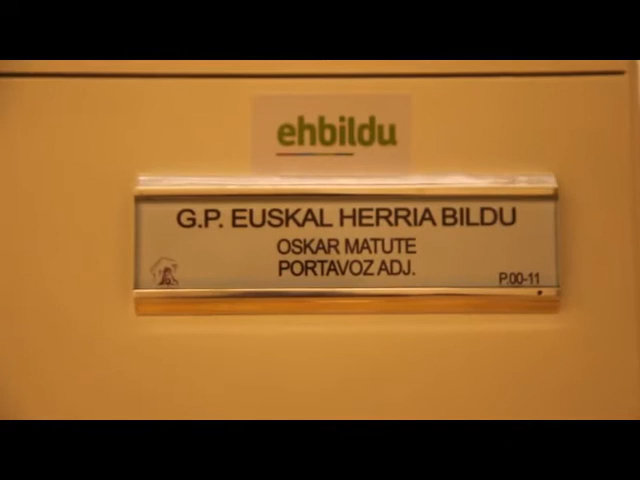 ehbildu
G.P. EUSKAL HERRIA BILDU
OSKAR MATUTE
PORTAVOZ ADJ.
P.00-11